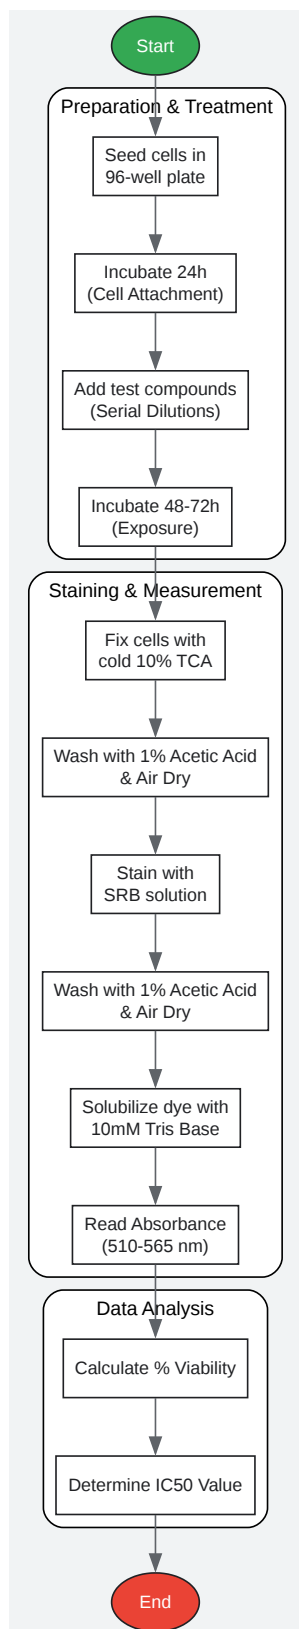 Start
Preparation & Treatment
Seed cells in
96-well plate
Incubate 24h
(Cell Attachment)
Add test compounds
(Serial Dilutions)
Incubate 48-72h
(Exposure)
Staining & Measurement
Fix cells with
cold 10% TCA
Wash with 1% Acetic Acid
& Air Dry
Stain with
SRB solution
Wash with 1% Acetic Acid
& Air Dry
Solubilize dye with
10mM Tris Base
Read Absorbance
(510-565 nm)
Data Analysis
Calculate % Viability
Determine IC50 Value
End